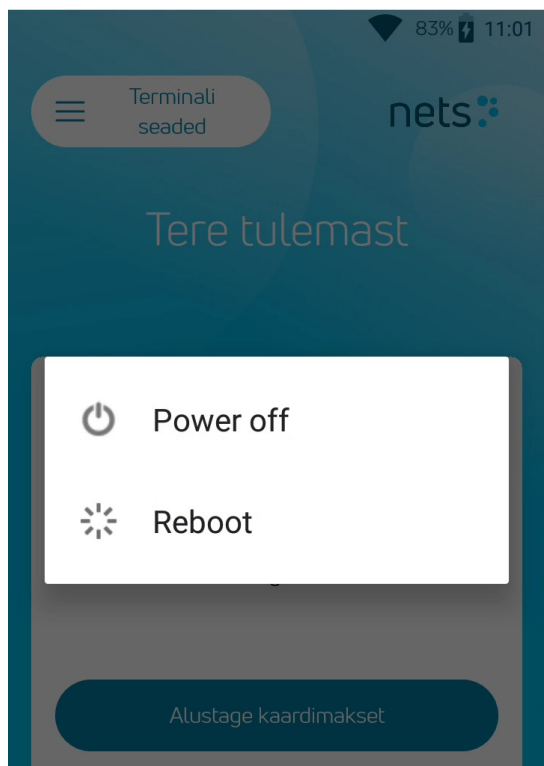 83% 11:01
Terminali
seaded
nets
Tere tulemast
Power off
Reboot
Alustage kaardimakset